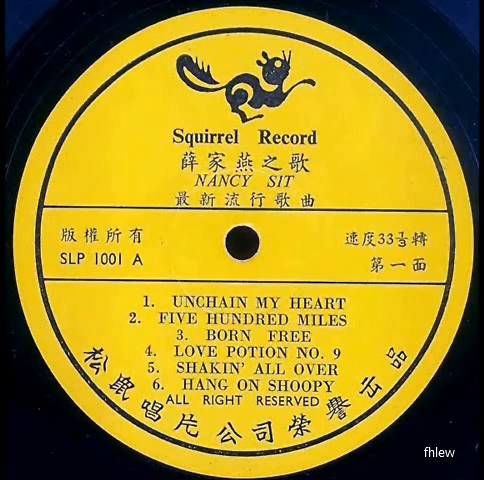 Squirrel Record
薛家燕之歌
NANCY SIT
最新流行歌曲
版權所有
SLP 1001 A
速度33⅓轉
第一面
1. UNCHAIN MY HEART
2. FIVE HUNDRED MILES
3. BORN FREE
4. LOVE POTION NO. 9
5. SHAKIN' ALL OVER
6. HANG ON SHOOPY
ALL RIGHT RESERVED
松鼠唱片公司榮譽出品
fhlew